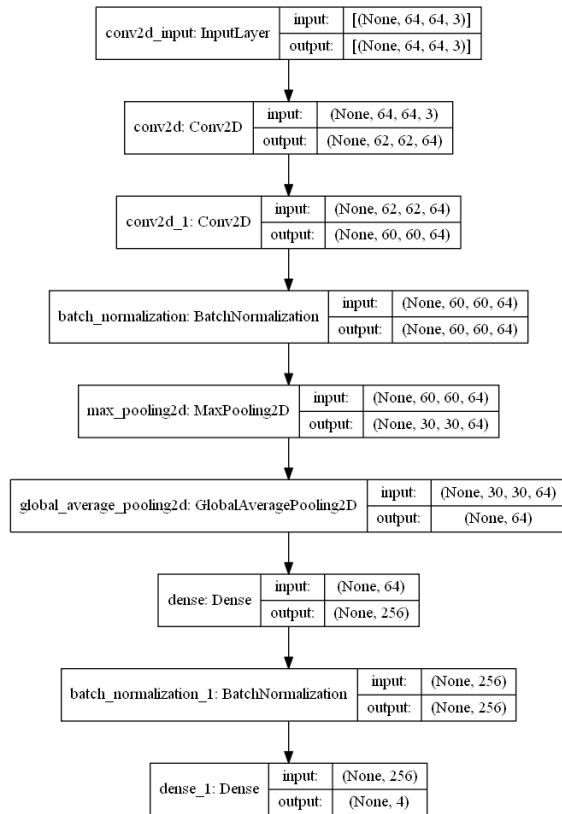 conv2d_input: InputLayer
input:
[(None, 64, 64, 3)]
output:
[(None, 64, 64, 3)]
conv2d: Conv2D
input:
(None, 64, 64, 3)
output:
(None, 62, 62, 64)
conv2d_1: Conv2D
input:
(None, 62, 62, 64)
output:
(None, 60, 60, 64)
batch_normalization: BatchNormalization
input:
(None, 60, 60, 64)
output:
(None, 60, 60, 64)
max_pooling2d: MaxPooling2D
input:
(None, 60, 60, 64)
output:
(None, 30, 30, 64)
global_average_pooling2d: GlobalAveragePooling2D
input:
(None, 30, 30, 64)
output:
(None, 64)
dense: Dense
input:
(None, 64)
output:
(None, 256)
batch_normalization_1: BatchNormalization
input:
(None, 256)
output:
(None, 256)
dense_1: Dense
input:
(None, 256)
output:
(None, 4)